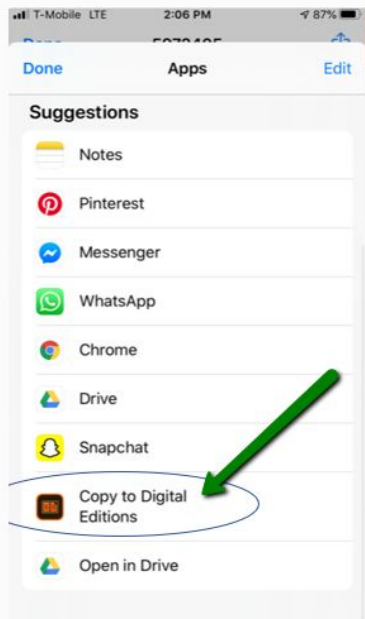 T-Mobile LTE 2:06 PM 87%
Done Apps Edit
Suggestions
Notes
Pinterest
Messenger
WhatsApp
Chrome
Drive
Snapchat
Copy to Digital
Editions
Open in Drive